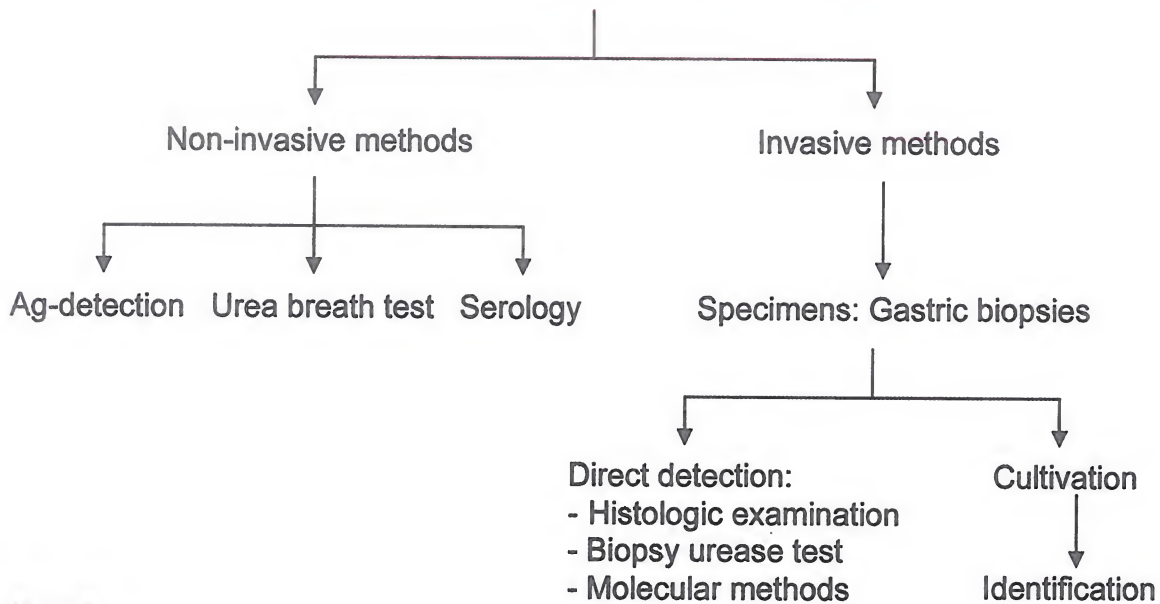 Non-invasive methods
Invasive methods
Ag-detection
Urea breath test
Serology
Specimens: Gastric biopsies
Direct detection:
- Histologic examination
- Biopsy urease test
- Molecular methods
Cultivation
Identification